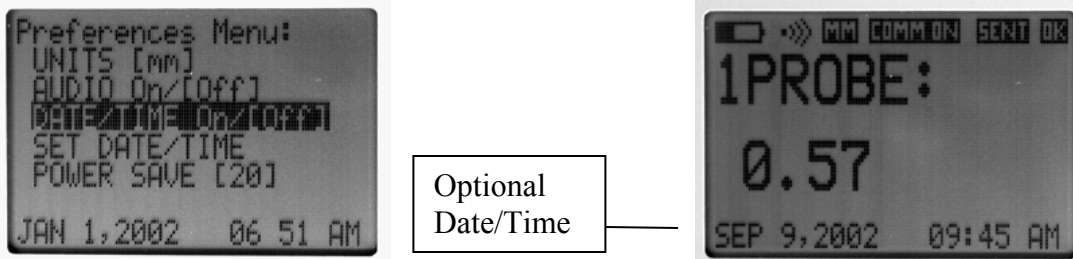 Preferences Menu:
UNITS [mm]
AUDIO On/[Off]
DATE/TIME On/[Off]
SET DATE/TIME
POWER SAVE [20]
JAN 1,2002 06 51 AM
Optional
Date/Time
MM COMM ON SENT OK
1PROBE:
0.57
SEP 9,2002 09:45 AM